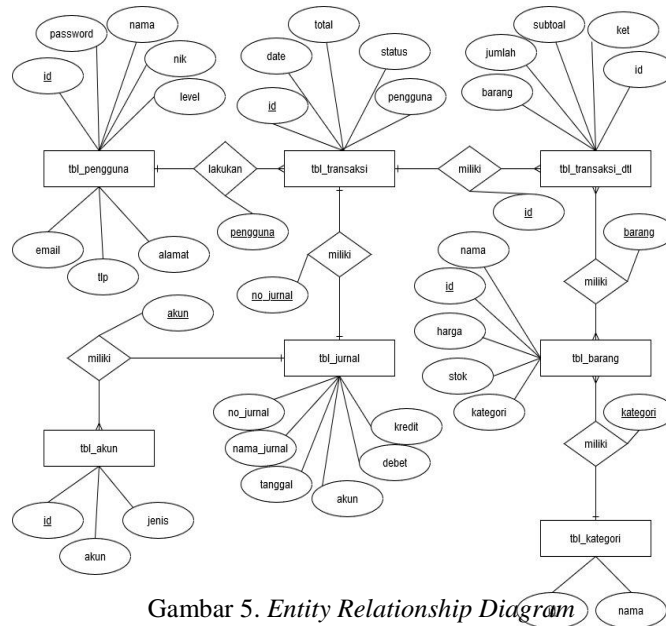 password
nama
nik
id
level
tbl_pengguna
email
tlp
alamat
lakukan
pengguna
total
date
status
id
pengguna
tbl_transaksi
miliki
id
subtoal
ket
jumlah
id
barang
tbl_transaksi_dtl
miliki
no_jurnal
miliki
barang
nama
id
harga
stok
kategori
tbl_barang
akun
miliki
tbl_jurnal
no_jurnal
nama_jurnal
tanggal
akun
debet
kredit
tbl_akun
id
akun
jenis
kategori
miliki
tbl_kategori
nama
Gambar 5. Entity Relationship Diagram